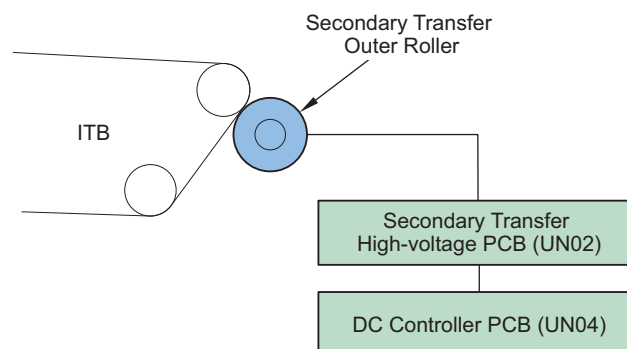 Secondary Transfer
Outer Roller
ITB
Secondary Transfer
High-voltage PCB (UN02)
DC Controller PCB (UN04)